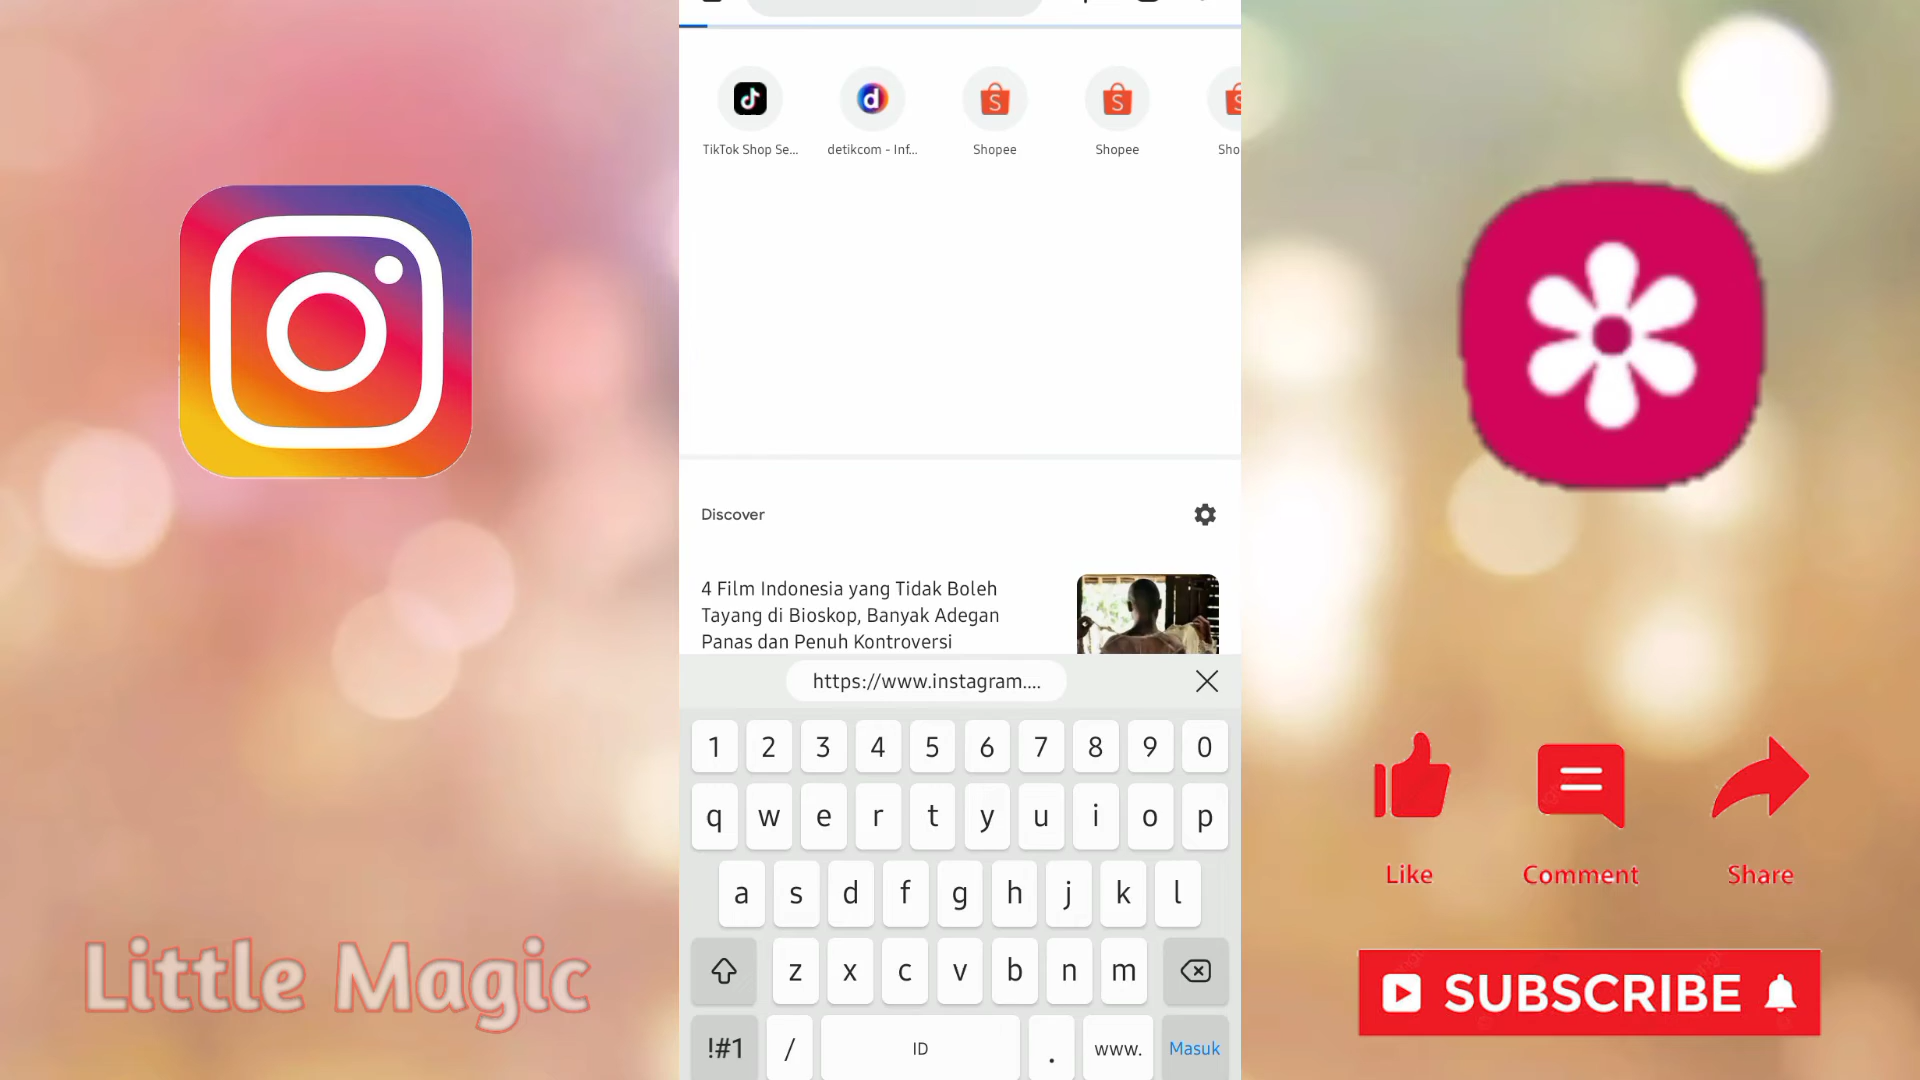 TikTok Shop Se...
detikcom - Inf...
Shopee
Shopee
Sho
Discover
4 Film Indonesia yang Tidak Boleh
Tayang di Bioskop, Banyak Adegan
Panas dan Penuh Kontroversi
https://www.instagram....
1 2 3 4 5 6 7 8 9 0
q w e r t y u i o p
a s d f g h j k l
z x c v b n m
!#1 / ID . www. Masuk
Little Magic
Like Comment Share
SUBSCRIBE